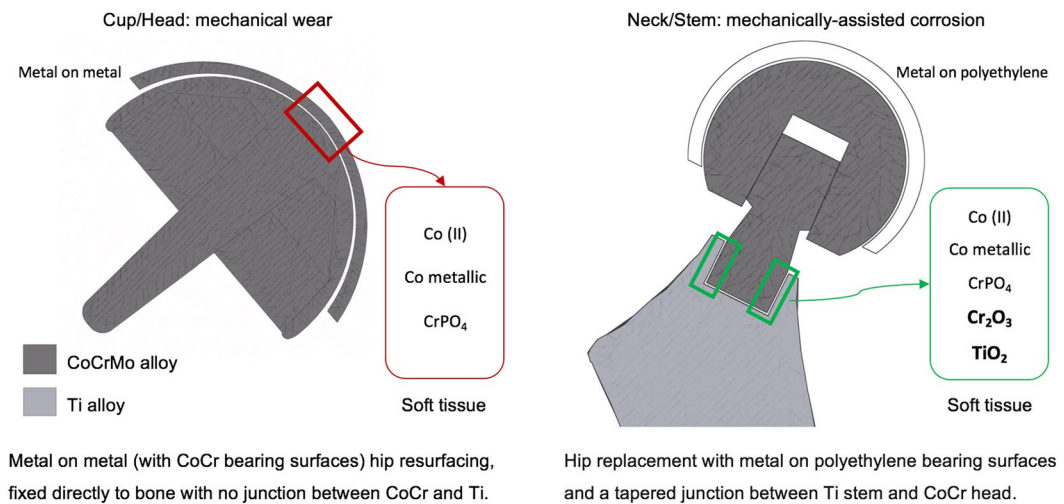 Cup/Head: mechanical wear
Metal on metal
Co (II)
Co metallic
CrPO₄
CoCrMo alloy
Ti alloy
Soft tissue
Metal on metal (with CoCr bearing surfaces) hip resurfacing,
fixed directly to bone with no junction between CoCr and Ti.
Neck/Stem: mechanically-assisted corrosion
Metal on polyethylene
Co (II)
Co metallic
CrPO₄
Cr₂O₃
TiO₂
Soft tissue
Hip replacement with metal on polyethylene bearing surfaces
and a tapered junction between Ti stem and CoCr head.